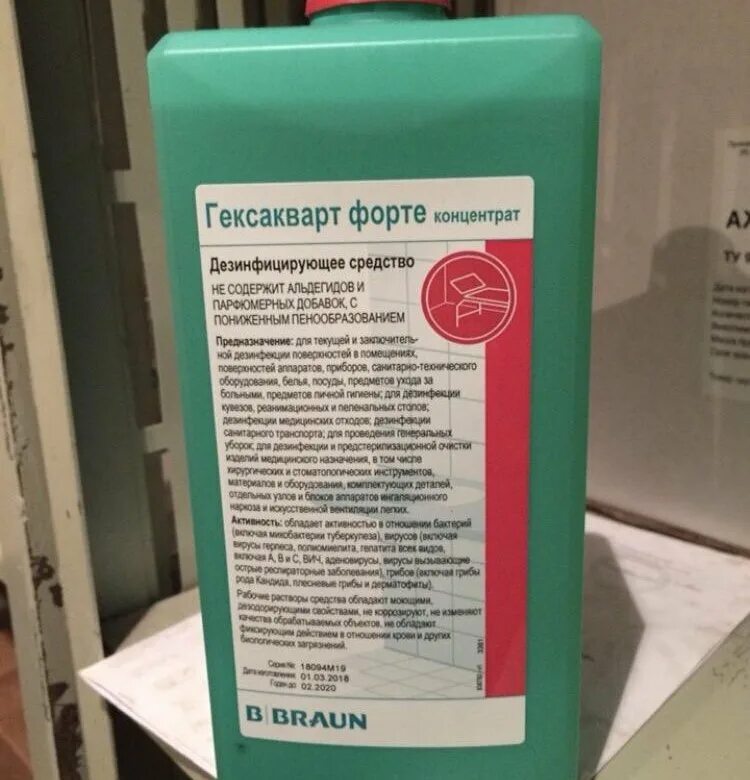 Гексакварт форте концентрат
Дезинфицирующее средство
НЕ СОДЕРЖИТ АЛЬДЕГИДОВ И
ПАРФЮМЕРНЫХ ДОБАВОК, С
ПОНИЖЕННЫМ ПЕНООБРАЗОВАНИЕМ
Предназначение: для текущей и заключитель-
ной дезинфекции поверхностей в помещениях,
поверхностей аппаратов, приборов, санитарно-технического
оборудования, белья, посуды, предметов ухода за
больными, предметов личной гигиены; для дезинфекции
кувезов, реанимационных и пеленальных столов;
дезинфекции медицинских отходов; дезинфекции
санитарного транспорта; для проведения генеральных
уборок; для дезинфекции и предстерилизационной очистки
изделий медицинского назначения, в том числе
хирургических и стоматологических инструментов,
материалов и оборудования, комплектующих деталей,
отдельных узлов и блоков аппаратов ингаляционного
наркоза и искусственной вентиляции легких.
Активность: обладает активностью в отношении бактерий
(включая микобактерии туберкулеза), вирусов (включая
вирусы герпеса, полиомиелита, гепатита всех видов,
включая А, В и С, ВИЧ, аденовирусы, вирусы вызывающие
острые респираторные заболевания), грибов (включая грибы
рода Кандида, плесневые грибы и дерматофиты).
Рабочие растворы средства обладают моющими,
дезодорирующими свойствами, не корродируют, не изменяют
качества обрабатываемых объектов, не обладают
фиксирующим действием в отношении крови и других
биологических загрязнений.
Серия №: 18094M19
Дата изготовления: 01.03.2018
Годен до 02.2020
B|BRAUN
АХ
ТУ 9